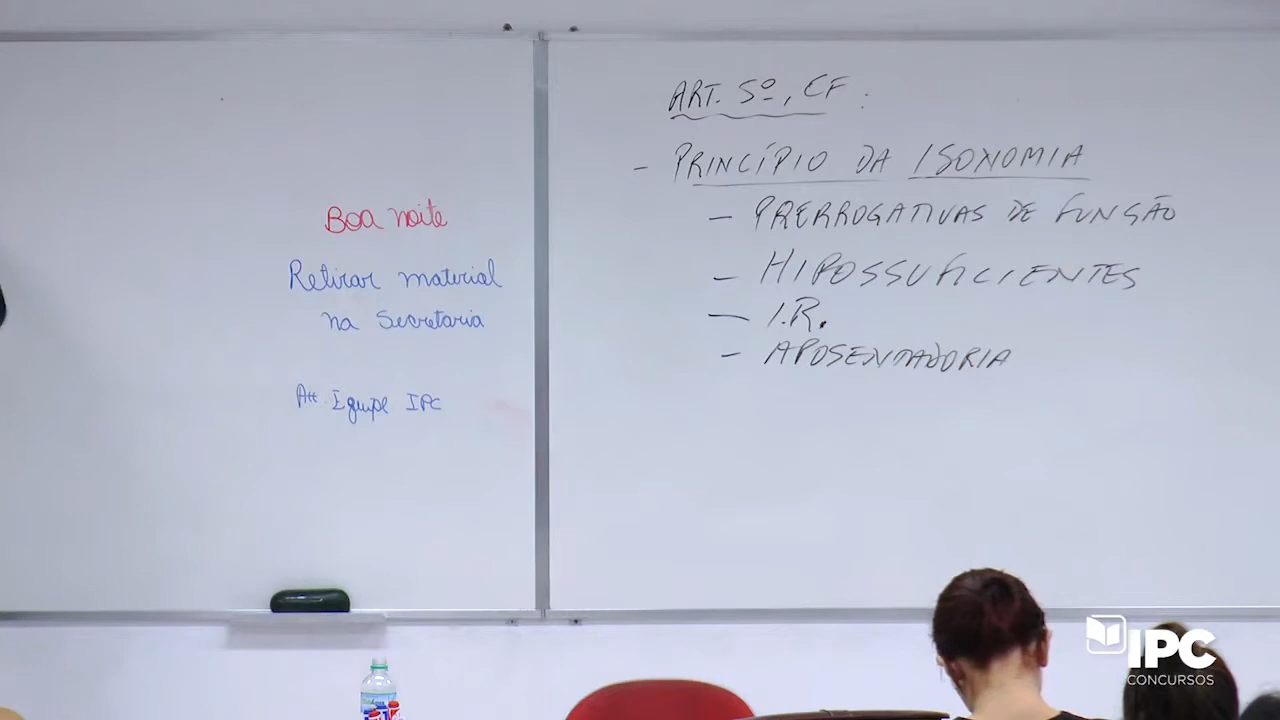 Boa noite
Retirar material
na Secretaria
Att Equipe IPC
ART. 5º, CF:
- PRINCÍPIO DA ISONOMIA
- PRERROGATIVAS DE FUNÇÃO
- HIPOSSUFICIENTES
- I.R.
- APOSENTADORIA
IPC
CONCURSOS